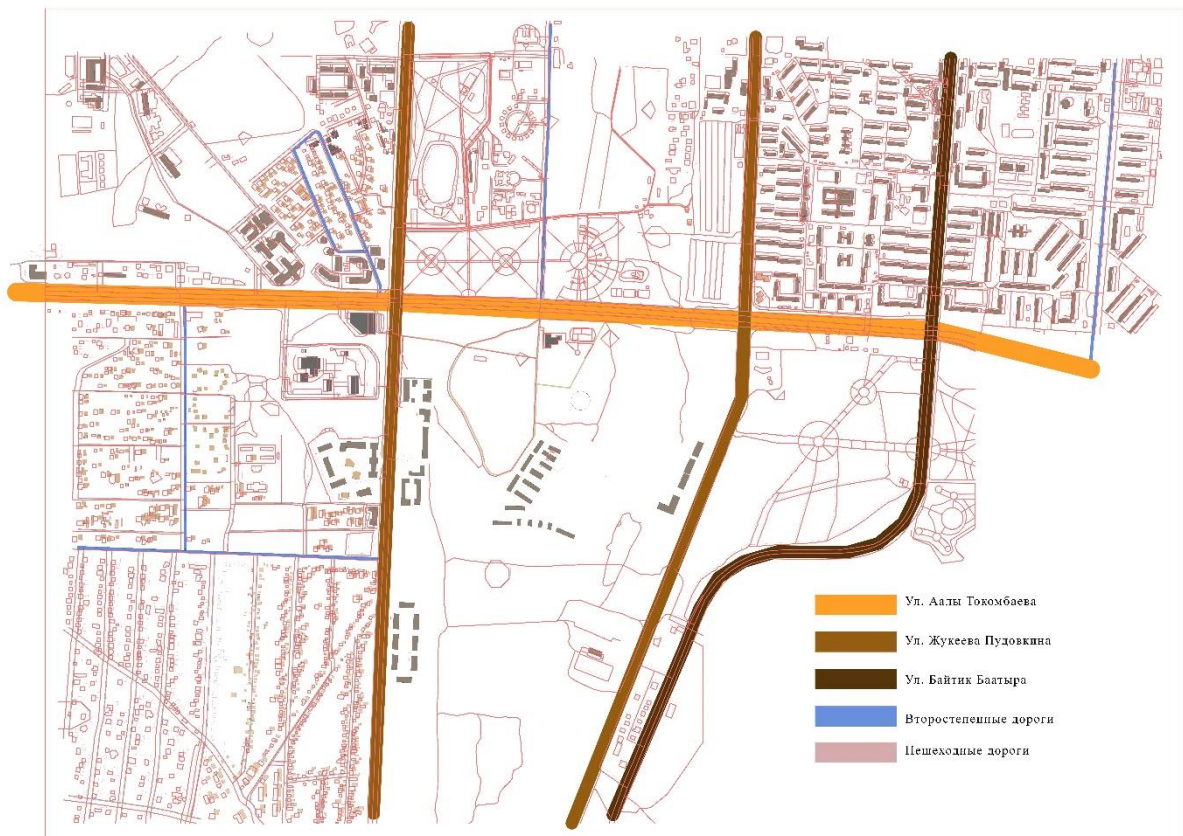 Ул. Аалы Токомбаева
Ул. Жукеева Пудовкина
Ул. Байтик Баатыра
Второстепенные дороги
Пешеходные дороги